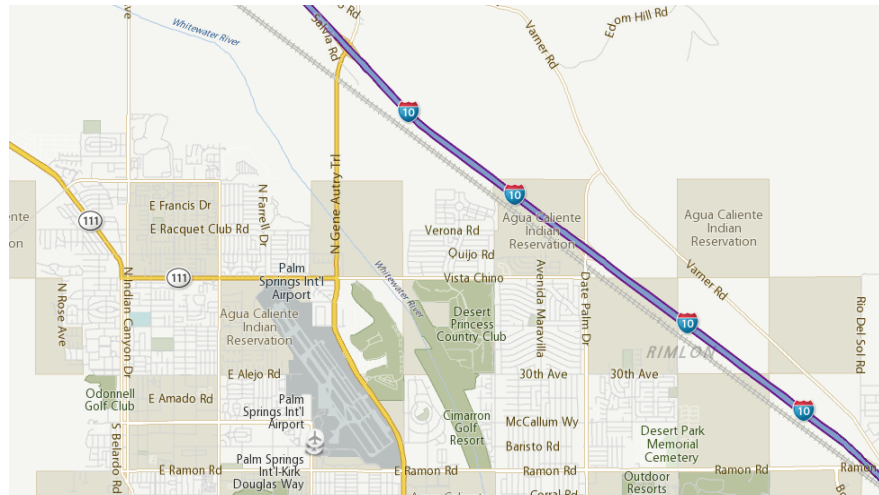 Ave
Whitewater River
Salvia Rd
Rd
Varner Rd
Edom Hill Rd
10
N Gene Autry Trl
10
E Francis Dr
N Farrell Dr
E Racquet Club Rd
111
Verona Rd
Agua Caliente
Indian
Reservation
Agua Caliente
Indian
Reservation
Quijo Rd
Vista Chino
Varner Rd
111
Palm
Springs Int'l
Airport
Whitewater River
N Rose Ave
N Indian Canyon Dr
Agua Caliente
Indian
Reservation
Desert
Princess
Country Club
Avenida Maravilla
Date Palm Dr
10
Rio Del Sol Rd
RIMLON
E Alejo Rd
30th Ave
30th Ave
Odonnell
Golf Club
E Amado Rd
Palm
Springs Int'l
Airport
Cimarron
Golf
Resort
McCallum Wy
Baristo Rd
10
Desert Park
Memorial
Cemetery
S Belardo Rd
E Ramon Rd
Palm Springs
Int'l-Kirk
Douglas Way
E Ramon Rd
Ramon Rd
Ramon Rd
Ramon
Outdoor
Resorts